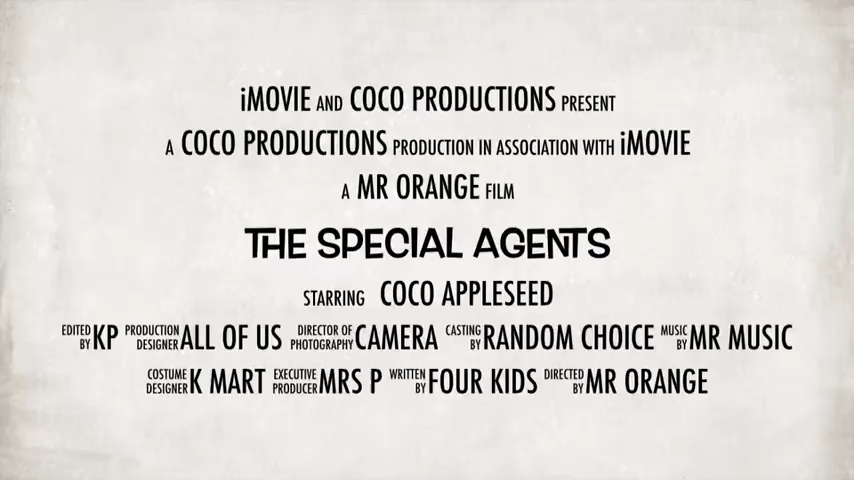 iMOVIE AND COCO PRODUCTIONS PRESENT
A COCO PRODUCTIONS PRODUCTION IN ASSOCIATION WITH iMOVIE
A MR ORANGE FILM
THE SPECIAL AGENTS
STARRING COCO APPLESEED
EDITED BY KP PRODUCTION DESIGNER ALL OF US DIRECTOR OF PHOTOGRAPHY CAMERA CASTING BY RANDOM CHOICE MUSIC BY MR MUSIC
COSTUME DESIGNER K MART EXECUTIVE PRODUCER MRS P WRITTEN BY FOUR KIDS DIRECTED BY MR ORANGE